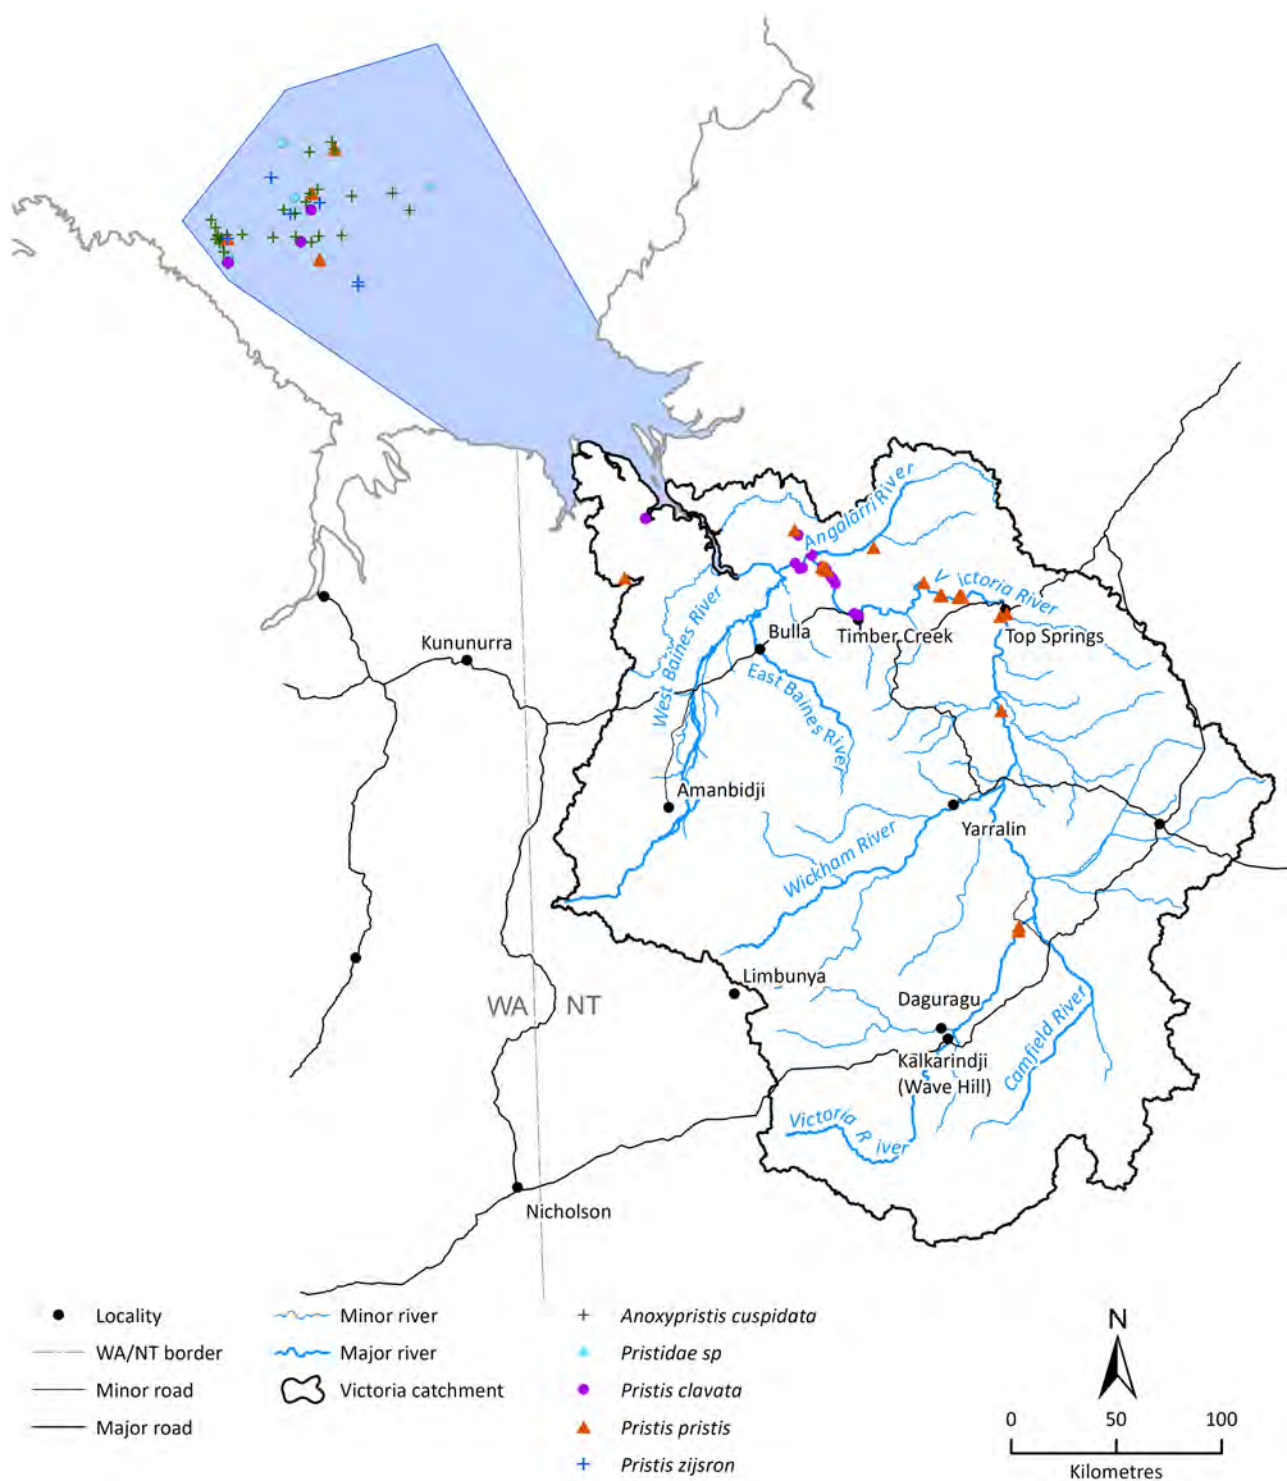 Angalarri River
Victoria River
Kununurra
Bulla
Timber Creek
Top Springs
West Baines River
East Baines River
Amanbidji
Yarralin
Wickham River
Limbunya
WA
NT
Daguragu
Kalkarindji
(Wave Hill)
Camfield River
Victoria River
Nicholson
Locality
WA/NT border
Minor road
Major road
Minor river
Major river
Victoria catchment
Anoxypristis cuspidata
Pristidae sp
Pristis clavata
Pristis pristis
Pristis zijsron
N
0 50 100
Kilometres